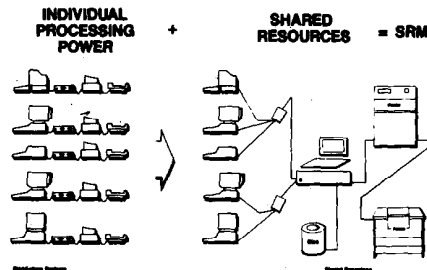 INDIVIDUAL
PROCESSING
POWER
+
SHARED
RESOURCES
= SRM